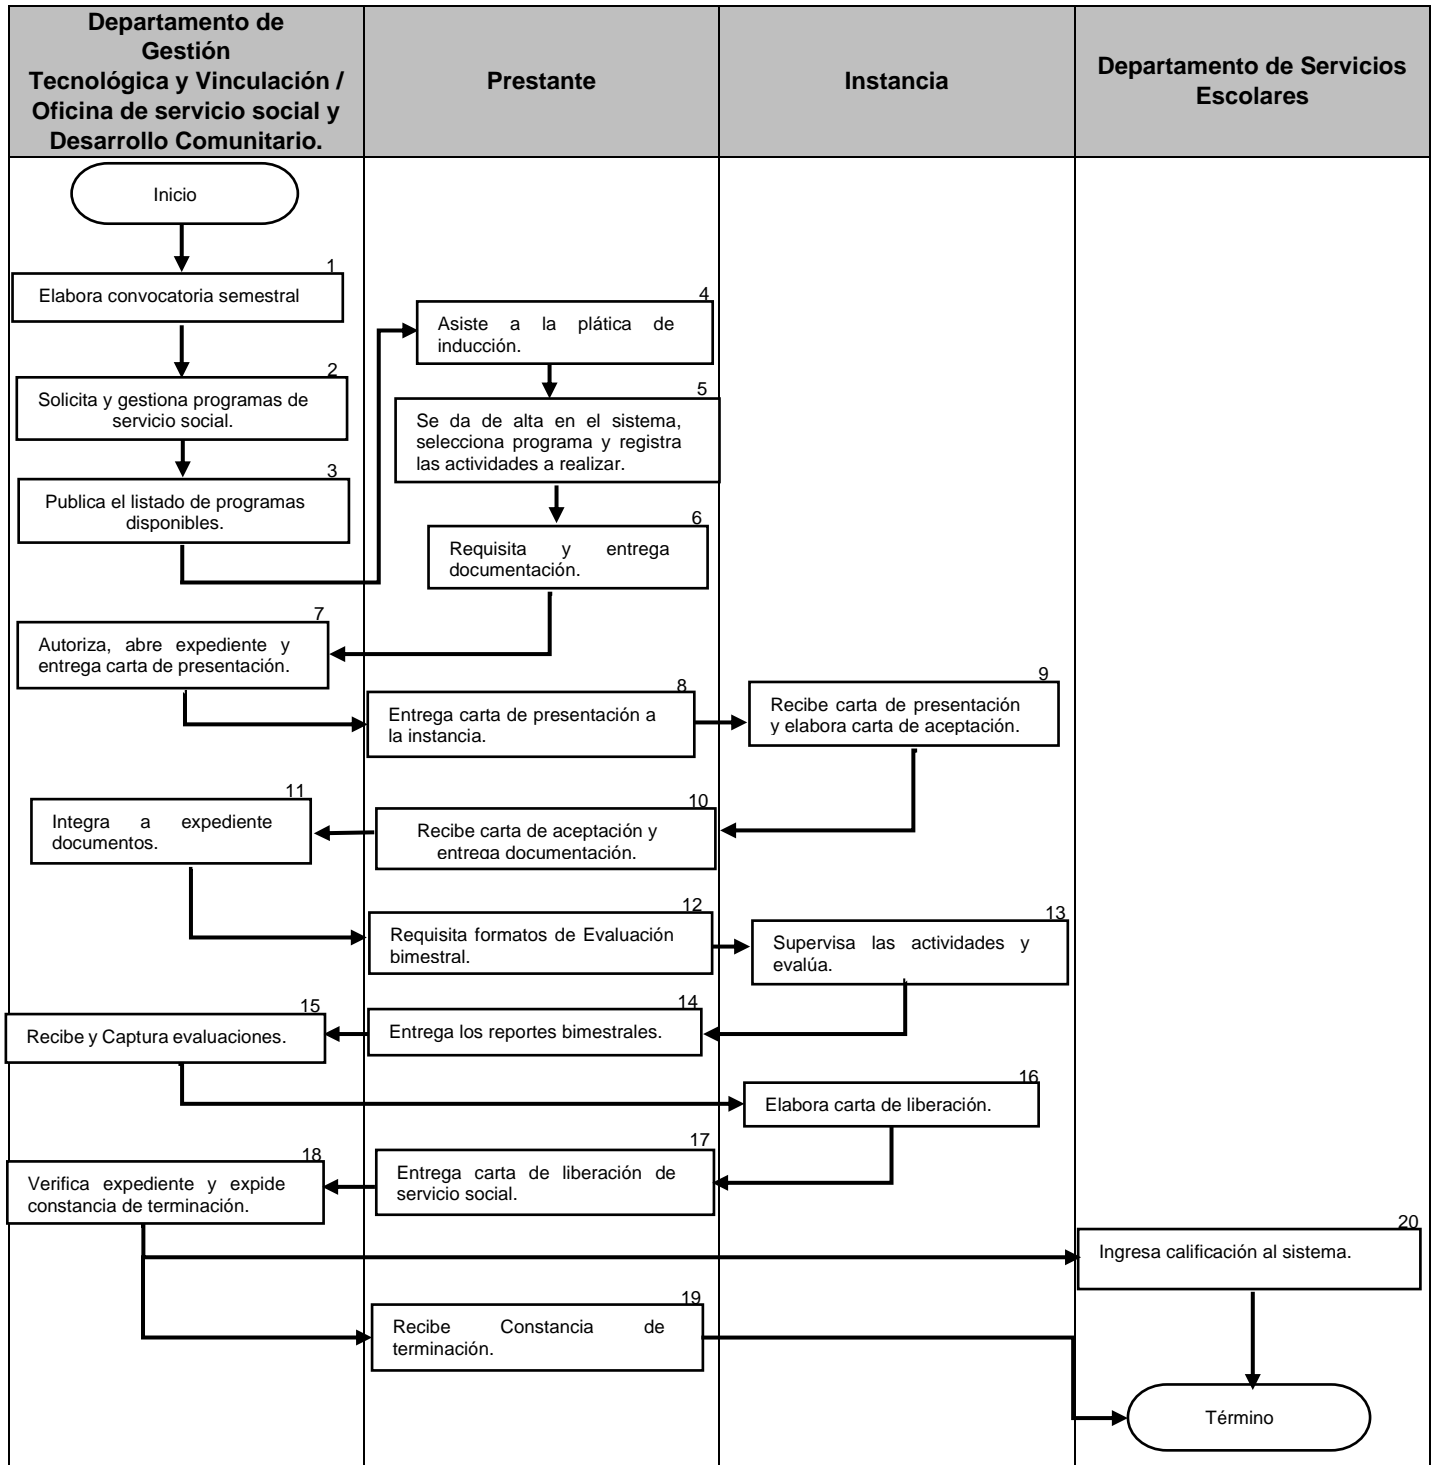 Departamento de
Gestión
Tecnológica y Vinculación /
Oficina de servicio social y
Desarrollo Comunitario.
Prestante
Instancia
Departamento de Servicios
Escolares
Inicio
1
Elabora convocatoria semestral
2
Solicita y gestiona programas de
servicio social.
3
Publica el listado de programas
disponibles.
4
Asiste a la plática de
inducción.
5
Se da de alta en el sistema,
selecciona programa y registra
las actividades a realizar.
6
Requisita y entrega
documentación.
7
Autoriza, abre expediente y
entrega carta de presentación.
8
Entrega carta de presentación a
la instancia.
9
Recibe carta de presentación
y elabora carta de aceptación.
10
Recibe carta de aceptación y
entrega documentación.
11
Integra a expediente
documentos.
12
Requisita formatos de Evaluación
bimestral.
13
Supervisa las actividades y
evalúa.
14
Entrega los reportes bimestrales.
15
Recibe y Captura evaluaciones.
16
Elabora carta de liberación.
17
Entrega carta de liberación de
servicio social.
18
Verifica expediente y expide
constancia de terminación.
19
Recibe Constancia de
terminación.
20
Ingresa calificación al sistema.
Término